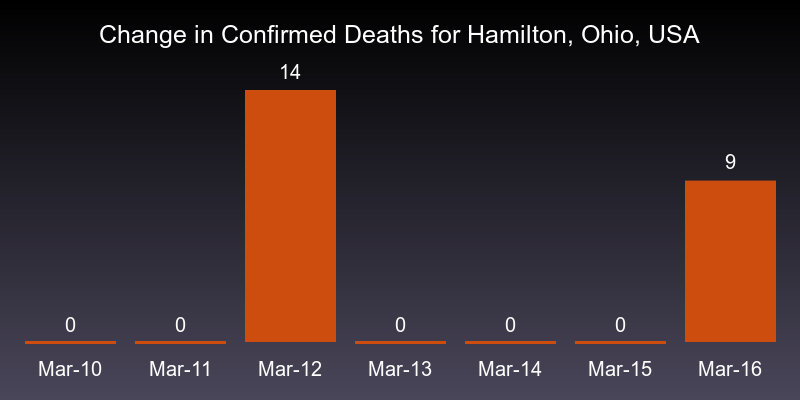 Change in Confirmed Deaths for Hamilton, Ohio, USA
14
9
0 0 0 0 0
Mar-10 Mar-11 Mar-12 Mar-13 Mar-14 Mar-15 Mar-16